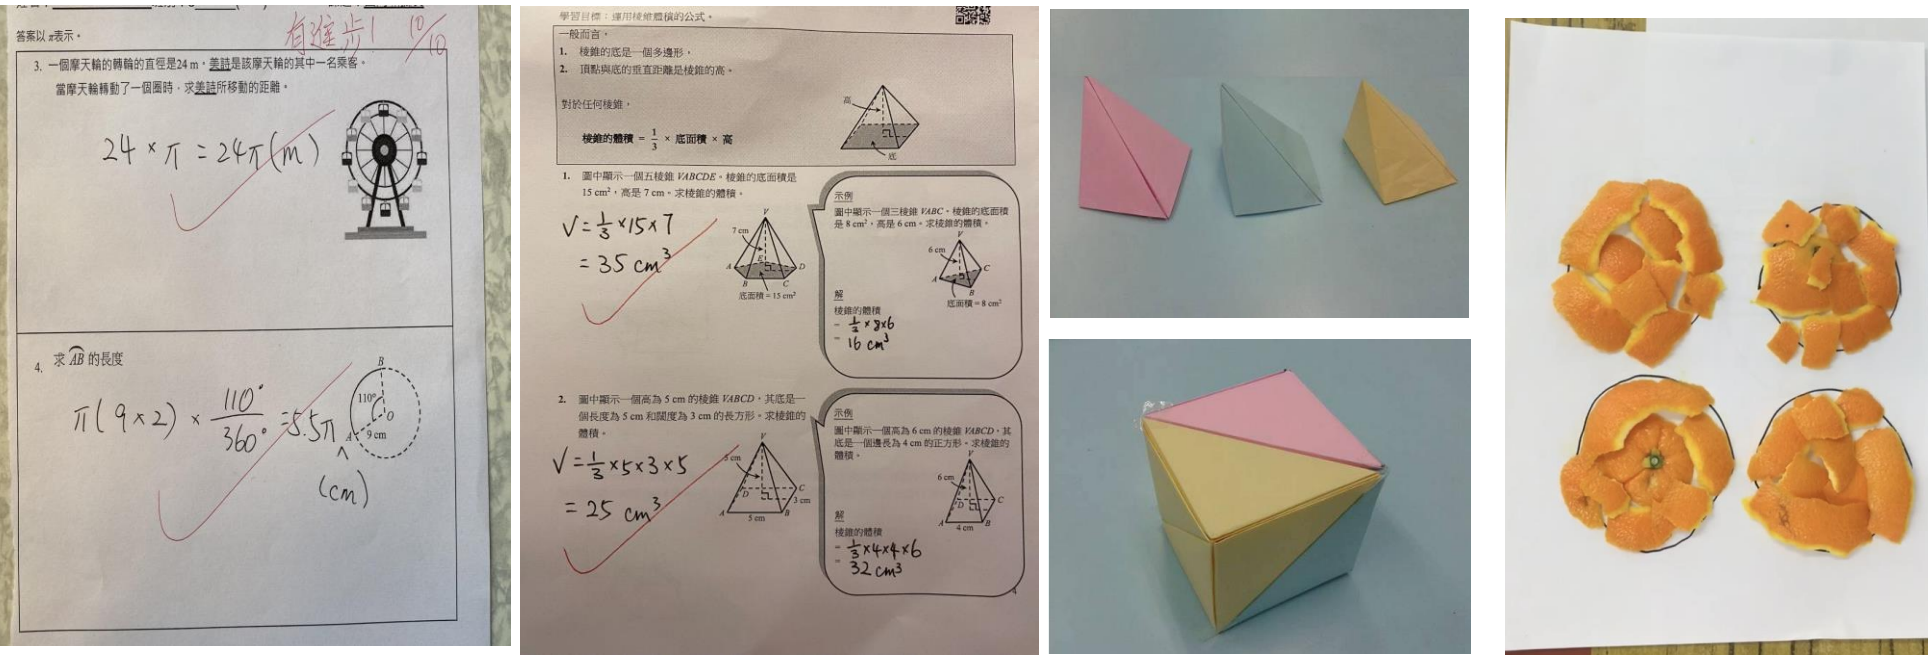 答案以 π表示。
有進步!
10/10
3. 一個摩天輪的轉輪的直徑是24 m,美詩是該摩天輪的其中一名乘客。
當摩天輪轉動了一個圈時,求美詩所移動的距離。
24 × π = 24π (m)
4. 求 AB 的長度
π(9×2) × 110°/360° = 5.5π (cm)
B
110°
O
A
9 cm
學習目標:運用棱錐體積的公式。
一般而言,
1. 棱錐的底是一個多邊形,
2. 頂點與底的垂直距離是棱錐的高。
對於任何棱錐,
棱錐的體積 = 1/3 × 底面積 × 高
高
底
1. 圖中顯示一個五棱錐 VABCDE。棱錐的底面積是
15 cm²,高是 7 cm。求棱錐的體積。
V = 1/3 × 15 × 7
= 35 cm³
V
7 cm
A
E
D
B
C
底面積 = 15 cm²
示例
圖中顯示一個三棱錐 VABC。棱錐的底面積
是 8 cm²,高是 6 cm。求棱錐的體積。
V
6 cm
A
C
B
底面積 = 8 cm²
解
棱錐的體積
= 1/3 × 8 × 6
= 16 cm³
2. 圖中顯示一個高為 5 cm 的棱錐 VABCD,其底是一
個長度為 5 cm 和闊度為 3 cm 的長方形。求棱錐的
體積。
V = 1/3 × 5 × 3 × 5
= 25 cm³
V
5 cm
D
C
3 cm
A
B
5 cm
示例
圖中顯示一個高為 6 cm 的棱錐 VABCD,其
底是一個邊長為 4 cm 的正方形。求棱錐的
體積。
V
6 cm
D
C
A
B
4 cm
解
棱錐的體積
= 1/3 × 4 × 4 × 6
= 32 cm³
4